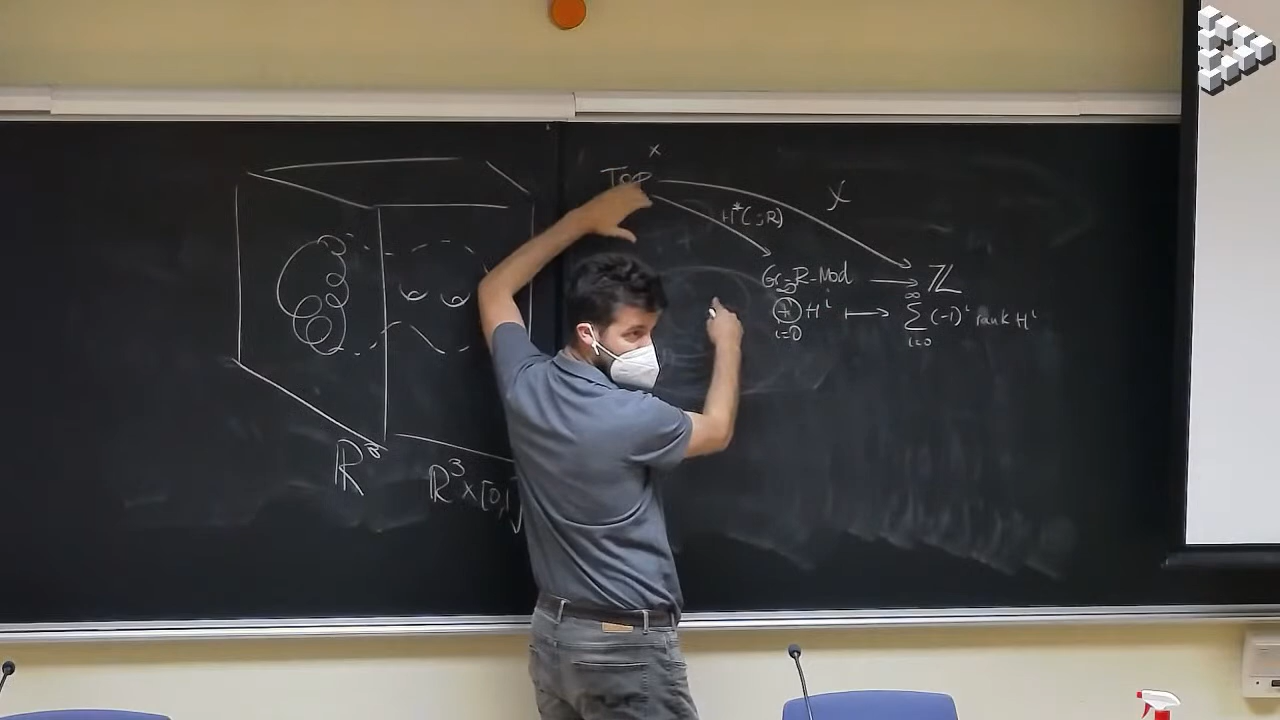 ℝ³
ℝ³ × [0,1]
x
Top
χ
H*( ;R)
Gr-R-Mod → ℤ
∞ ⊕ i=0 Hⁱ ↦ ∞ ∑ i=0 (-1)ⁱ rank Hⁱ